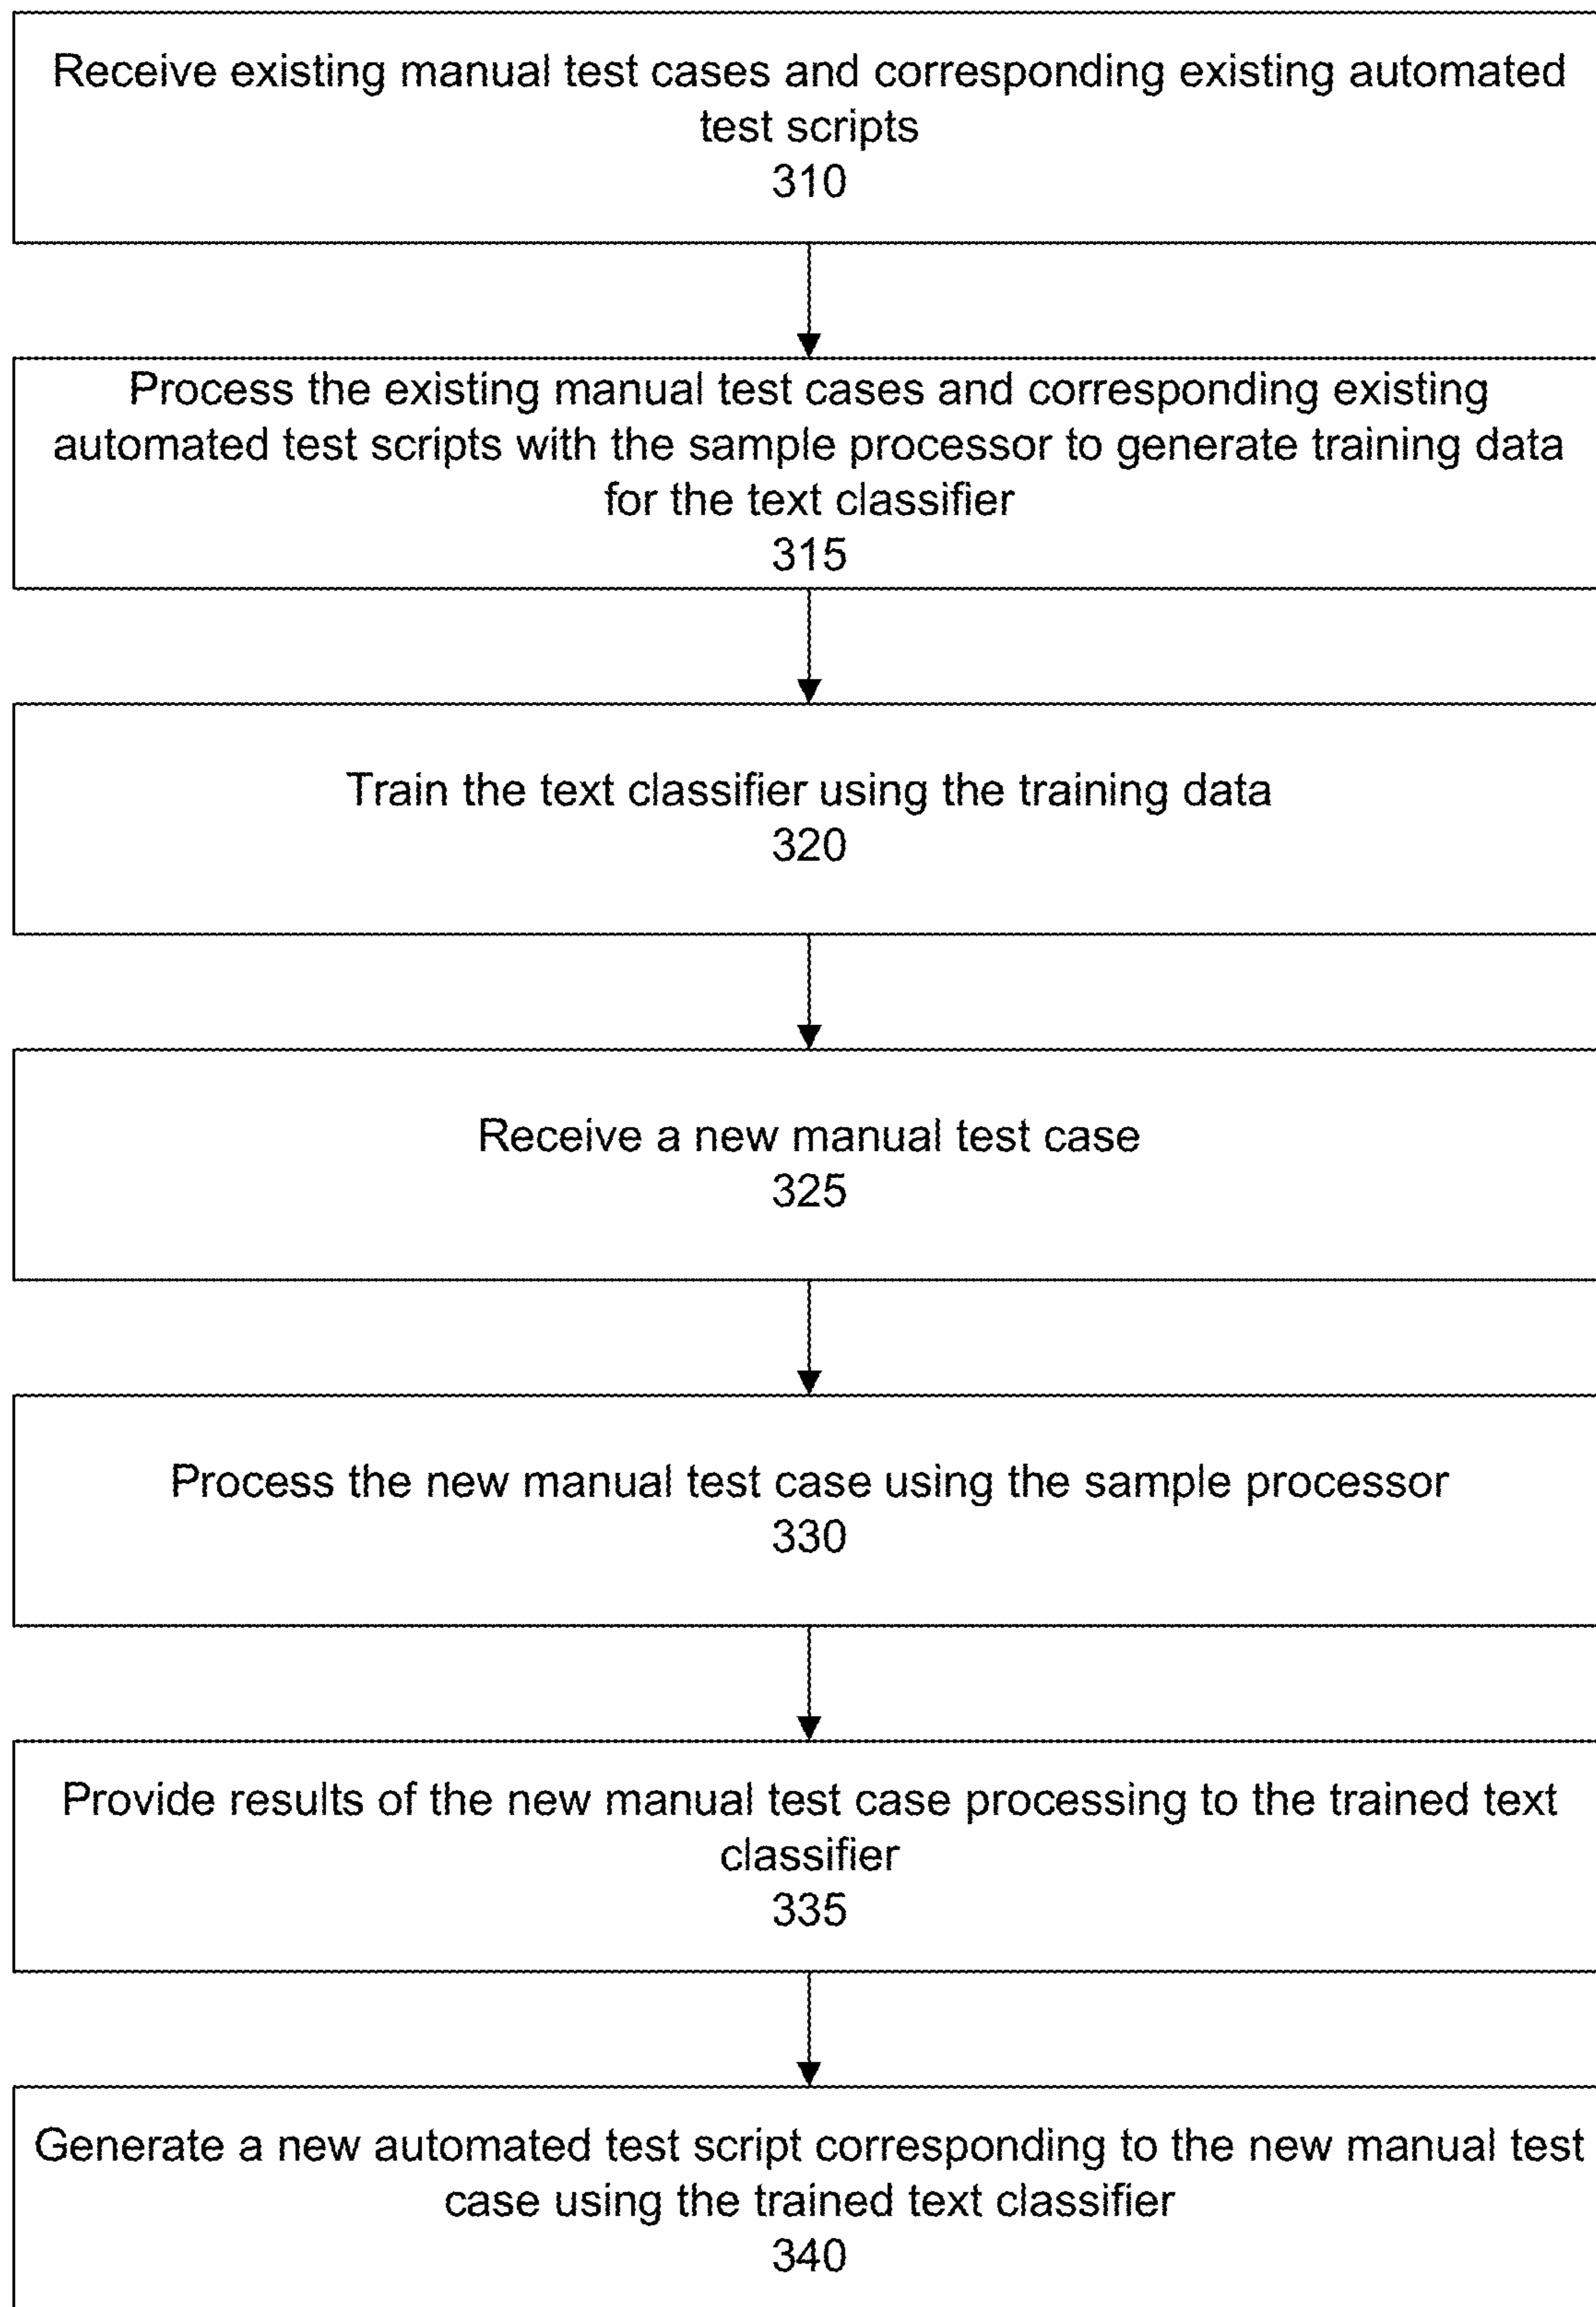 Receive existing manual test cases and corresponding existing automated
test scripts
310
Process the existing manual test cases and corresponding existing
automated test scripts with the sample processor to generate training data
for the text classifier
315
Train the text classifier using the training data
320
Receive a new manual test case
325
Process the new manual test case using the sample processor
330
Provide results of the new manual test case processing to the trained text
classifier
335
Generate a new automated test script corresponding to the new manual test
case using the trained text classifier
340